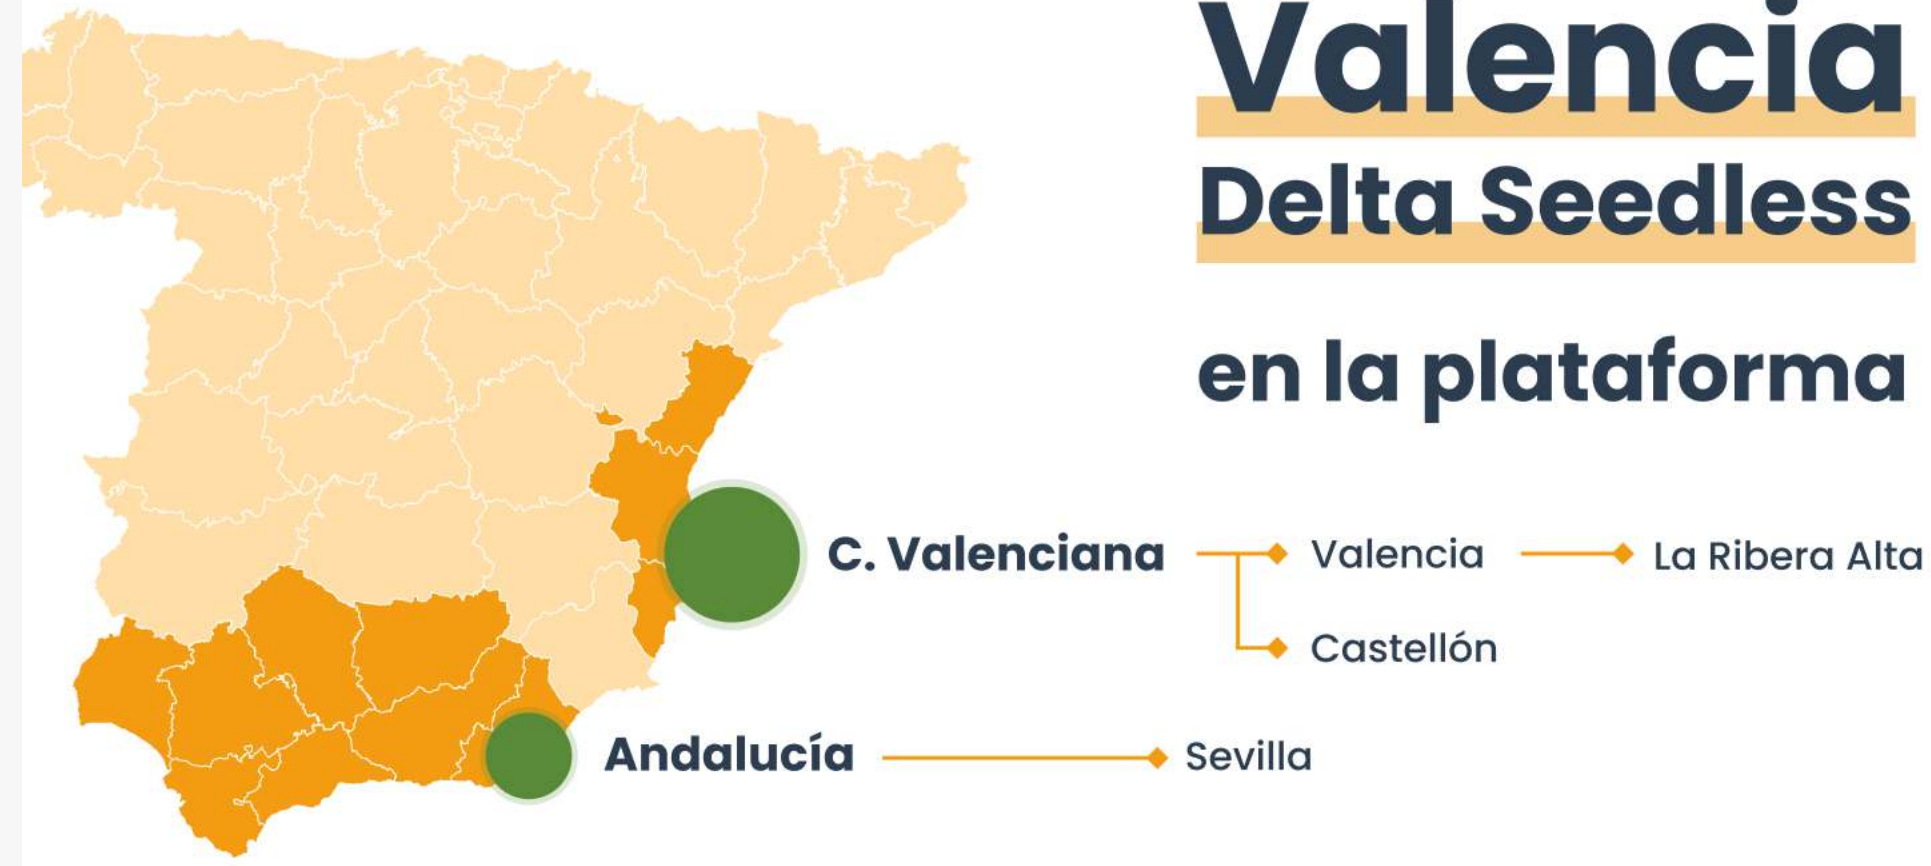 Valencia
Delta Seedless
en la plataforma
C. Valenciana
Valencia
La Ribera Alta
Castellón
Andalucía
Sevilla